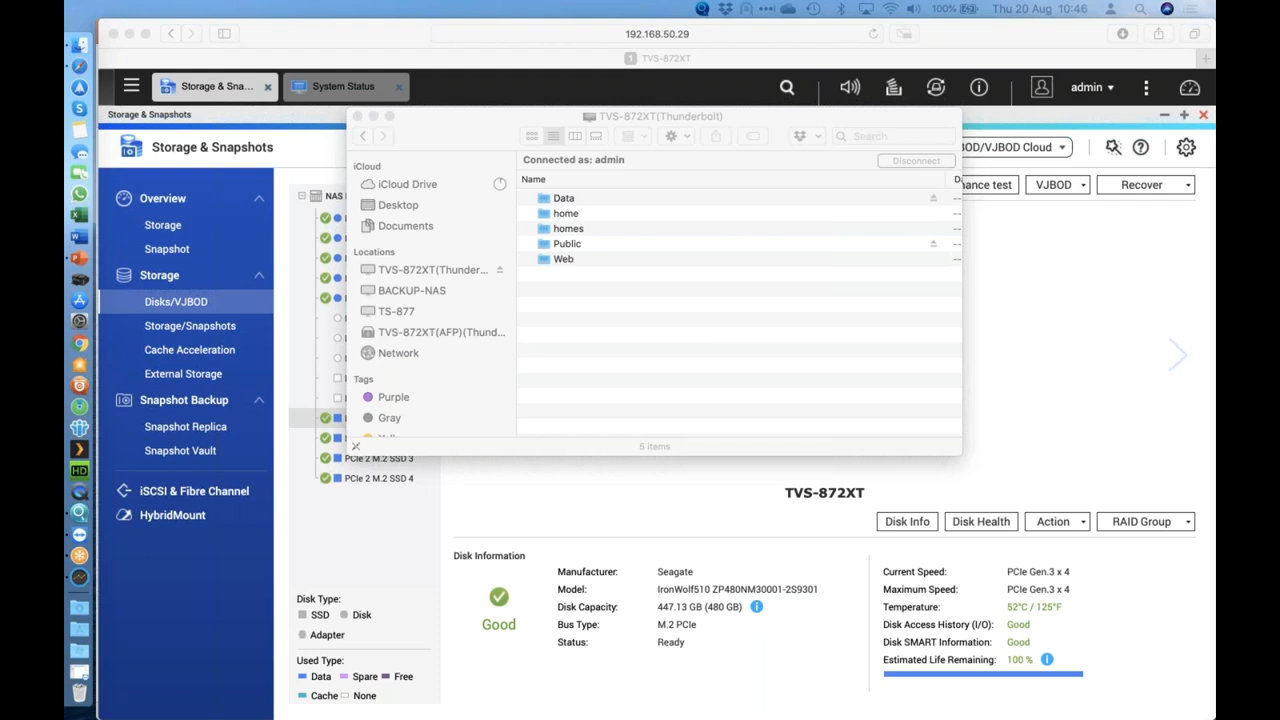 100%
Thu 20 Aug 10:46
192.168.50.29
1 TVS-872XT
Storage & Sna... ×
System Status ×
admin
Storage & Snapshots
Storage & Snapshots
BOD/VJBOD Cloud
Overview
Storage
Snapshot
Storage
Disks/VJBOD
Storage/Snapshots
Cache Acceleration
External Storage
Snapshot Backup
Snapshot Replica
Snapshot Vault
iSCSI & Fibre Channel
HybridMount
NAS
VJBOD
Recover
TVS-872XT(Thunderbolt)
Search
Connected as: admin
Disconnect
Name
iCloud
iCloud Drive
Desktop
Documents
Locations
TVS-872XT(Thunder...
BACKUP-NAS
TS-877
TVS-872XT(AFP)(Thund...
Network
Tags
Purple
Gray
Data
home
homes
Public
Web
5 items
PCIe 2 M.2 SSD 3
PCIe 2 M.2 SSD 4
Disk Type:
SSD
Disk
Adapter
Used Type:
Data
Spare
Free
Cache
None
TVS-872XT
Disk Info
Disk Health
Action
RAID Group
Disk Information
Good
Manufacturer: Seagate
Model: IronWolf510 ZP480NM30001-2S9301
Disk Capacity: 447.13 GB (480 GB)
Bus Type: M.2 PCIe
Status: Ready
Current Speed: PCIe Gen.3 x 4
Maximum Speed: PCIe Gen.3 x 4
Temperature: 52°C / 125°F
Disk Access History (I/O): Good
Disk SMART Information: Good
Estimated Life Remaining: 100 %
HD